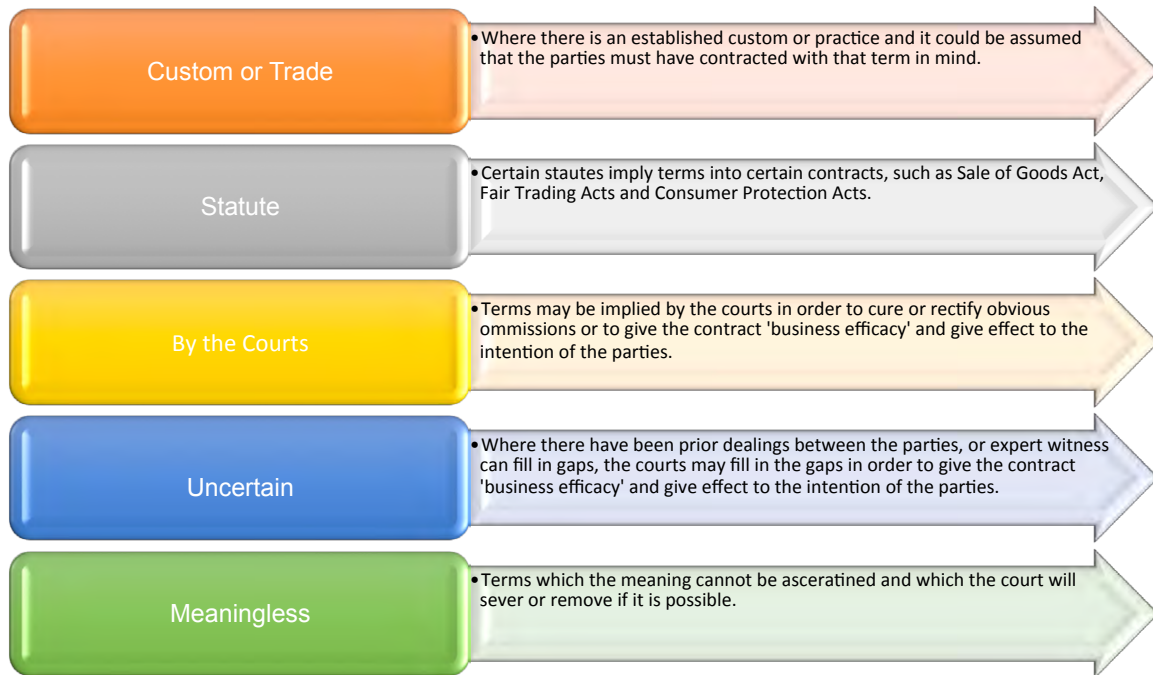 Custom or Trade
•Where there is an established custom or practice and it could be assumed
that the parties must have contracted with that term in mind.
Statute
•Certain stautes imply terms into certain contracts, such as Sale of Goods Act,
Fair Trading Acts and Consumer Protection Acts.
By the Courts
•Terms may be implied by the courts in order to cure or rectify obvious
ommissions or to give the contract 'business efficacy' and give effect to the
intention of the parties.
Uncertain
•Where there have been prior dealings between the parties, or expert witness
can fill in gaps, the courts may fill in the gaps in order to give the contract
'business efficacy' and give effect to the intention of the parties.
Meaningless
•Terms which the meaning cannot be asceratined and which the court will
sever or remove if it is possible.